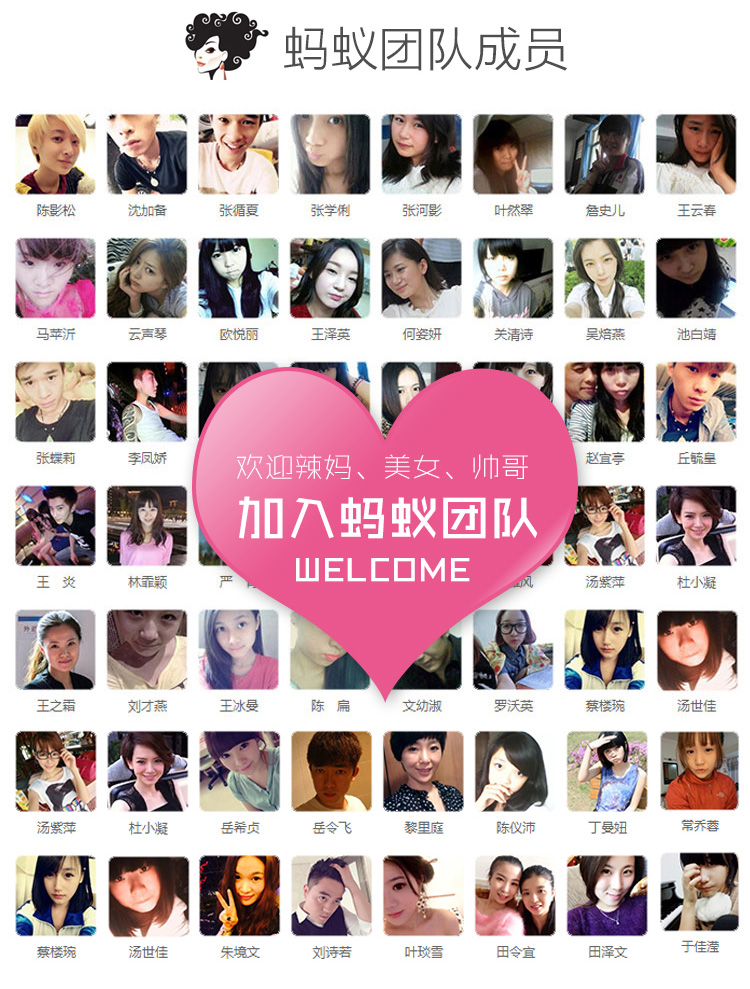 蚂蚁团队成员
陈影松 沈加备 张循夏 张学俐 张河影 叶然翠 詹史儿 王云春
马苹沂 云声琴 欧悦丽 王泽英 何姿妍 关清诗 吴焙燕 池白靖
张蝶莉 李凤娇 赵宜亭 丘毓皇
欢迎辣妈、美女、帅哥
加入蚂蚁团队
WELCOME
王 炎 林霏颖 严 风 汤紫萍 杜小凝
王之霜 刘才燕 王冰曼 陈 扁 文幼淑 罗沃英 蔡楼琬 汤世佳
汤紫萍 杜小凝 岳希贞 岳令飞 黎里庭 陈仪沛 丁曼妞 常乔蓉
蔡楼琬 汤世佳 朱境文 刘诗若 叶琰雪 田令宜 田泽文 于佳滢